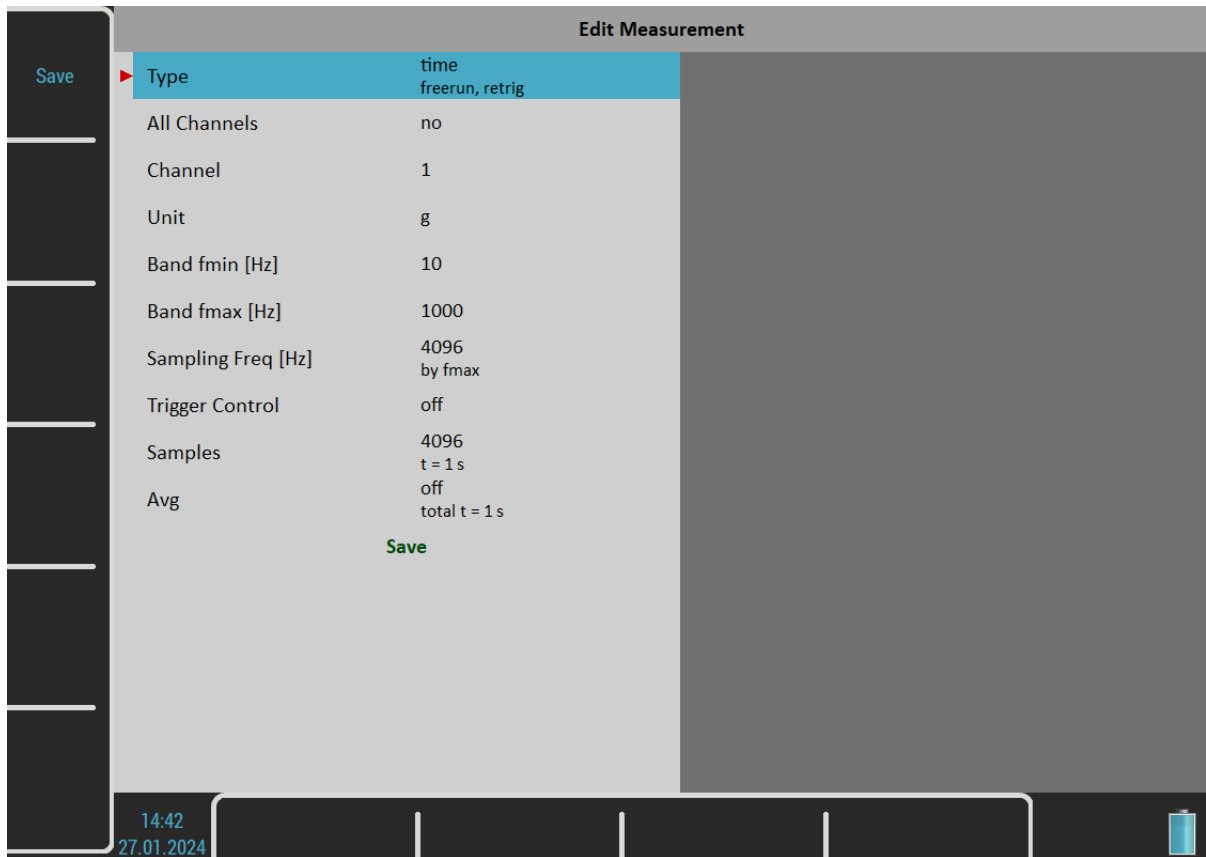 Edit Measurement
Save
Type
time
freerun, retrig
All Channels no
Channel 1
Unit g
Band fmin [Hz] 10
Band fmax [Hz] 1000
Sampling Freq [Hz]
4096
by fmax
Trigger Control off
Samples
4096
t = 1 s
Avg
off
total t = 1 s
Save
14:42
27.01.2024